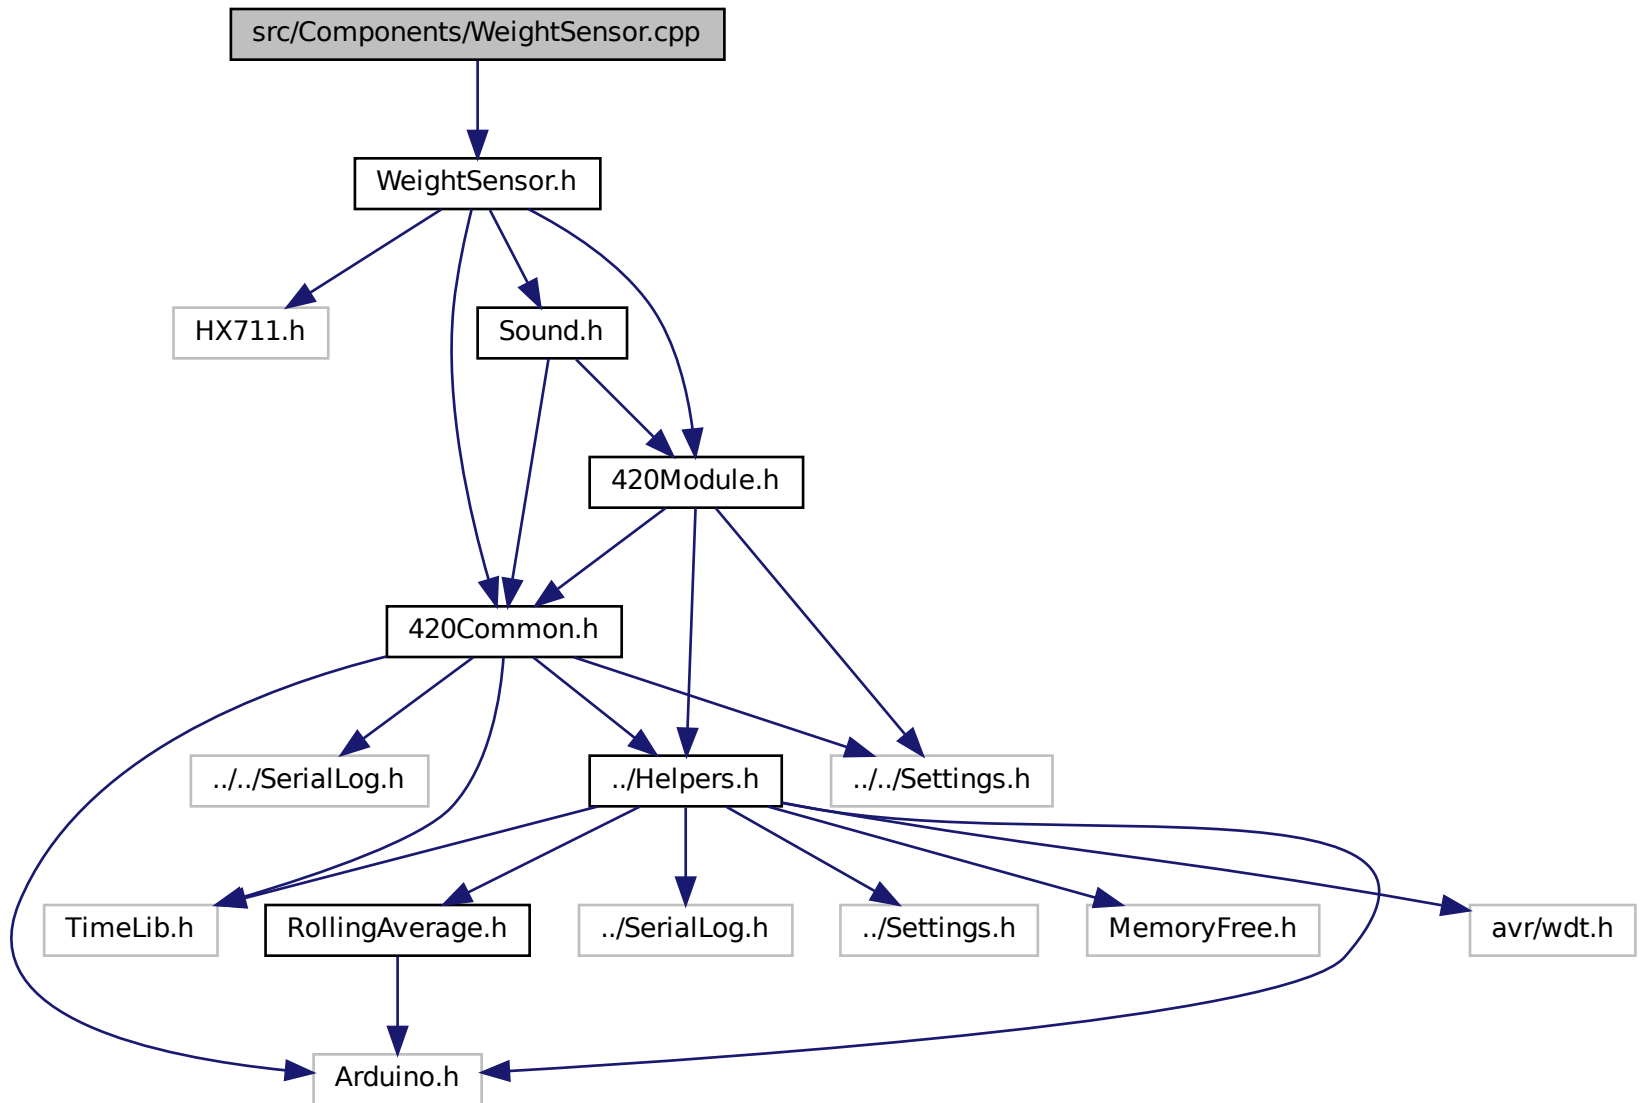 src/Components/WeightSensor.cpp
WeightSensor.h
HX711.h
Sound.h
420Module.h
420Common.h
../../SerialLog.h
../Helpers.h
../../Settings.h
TimeLib.h
RollingAverage.h
../SerialLog.h
../Settings.h
MemoryFree.h
avr/wdt.h
Arduino.h